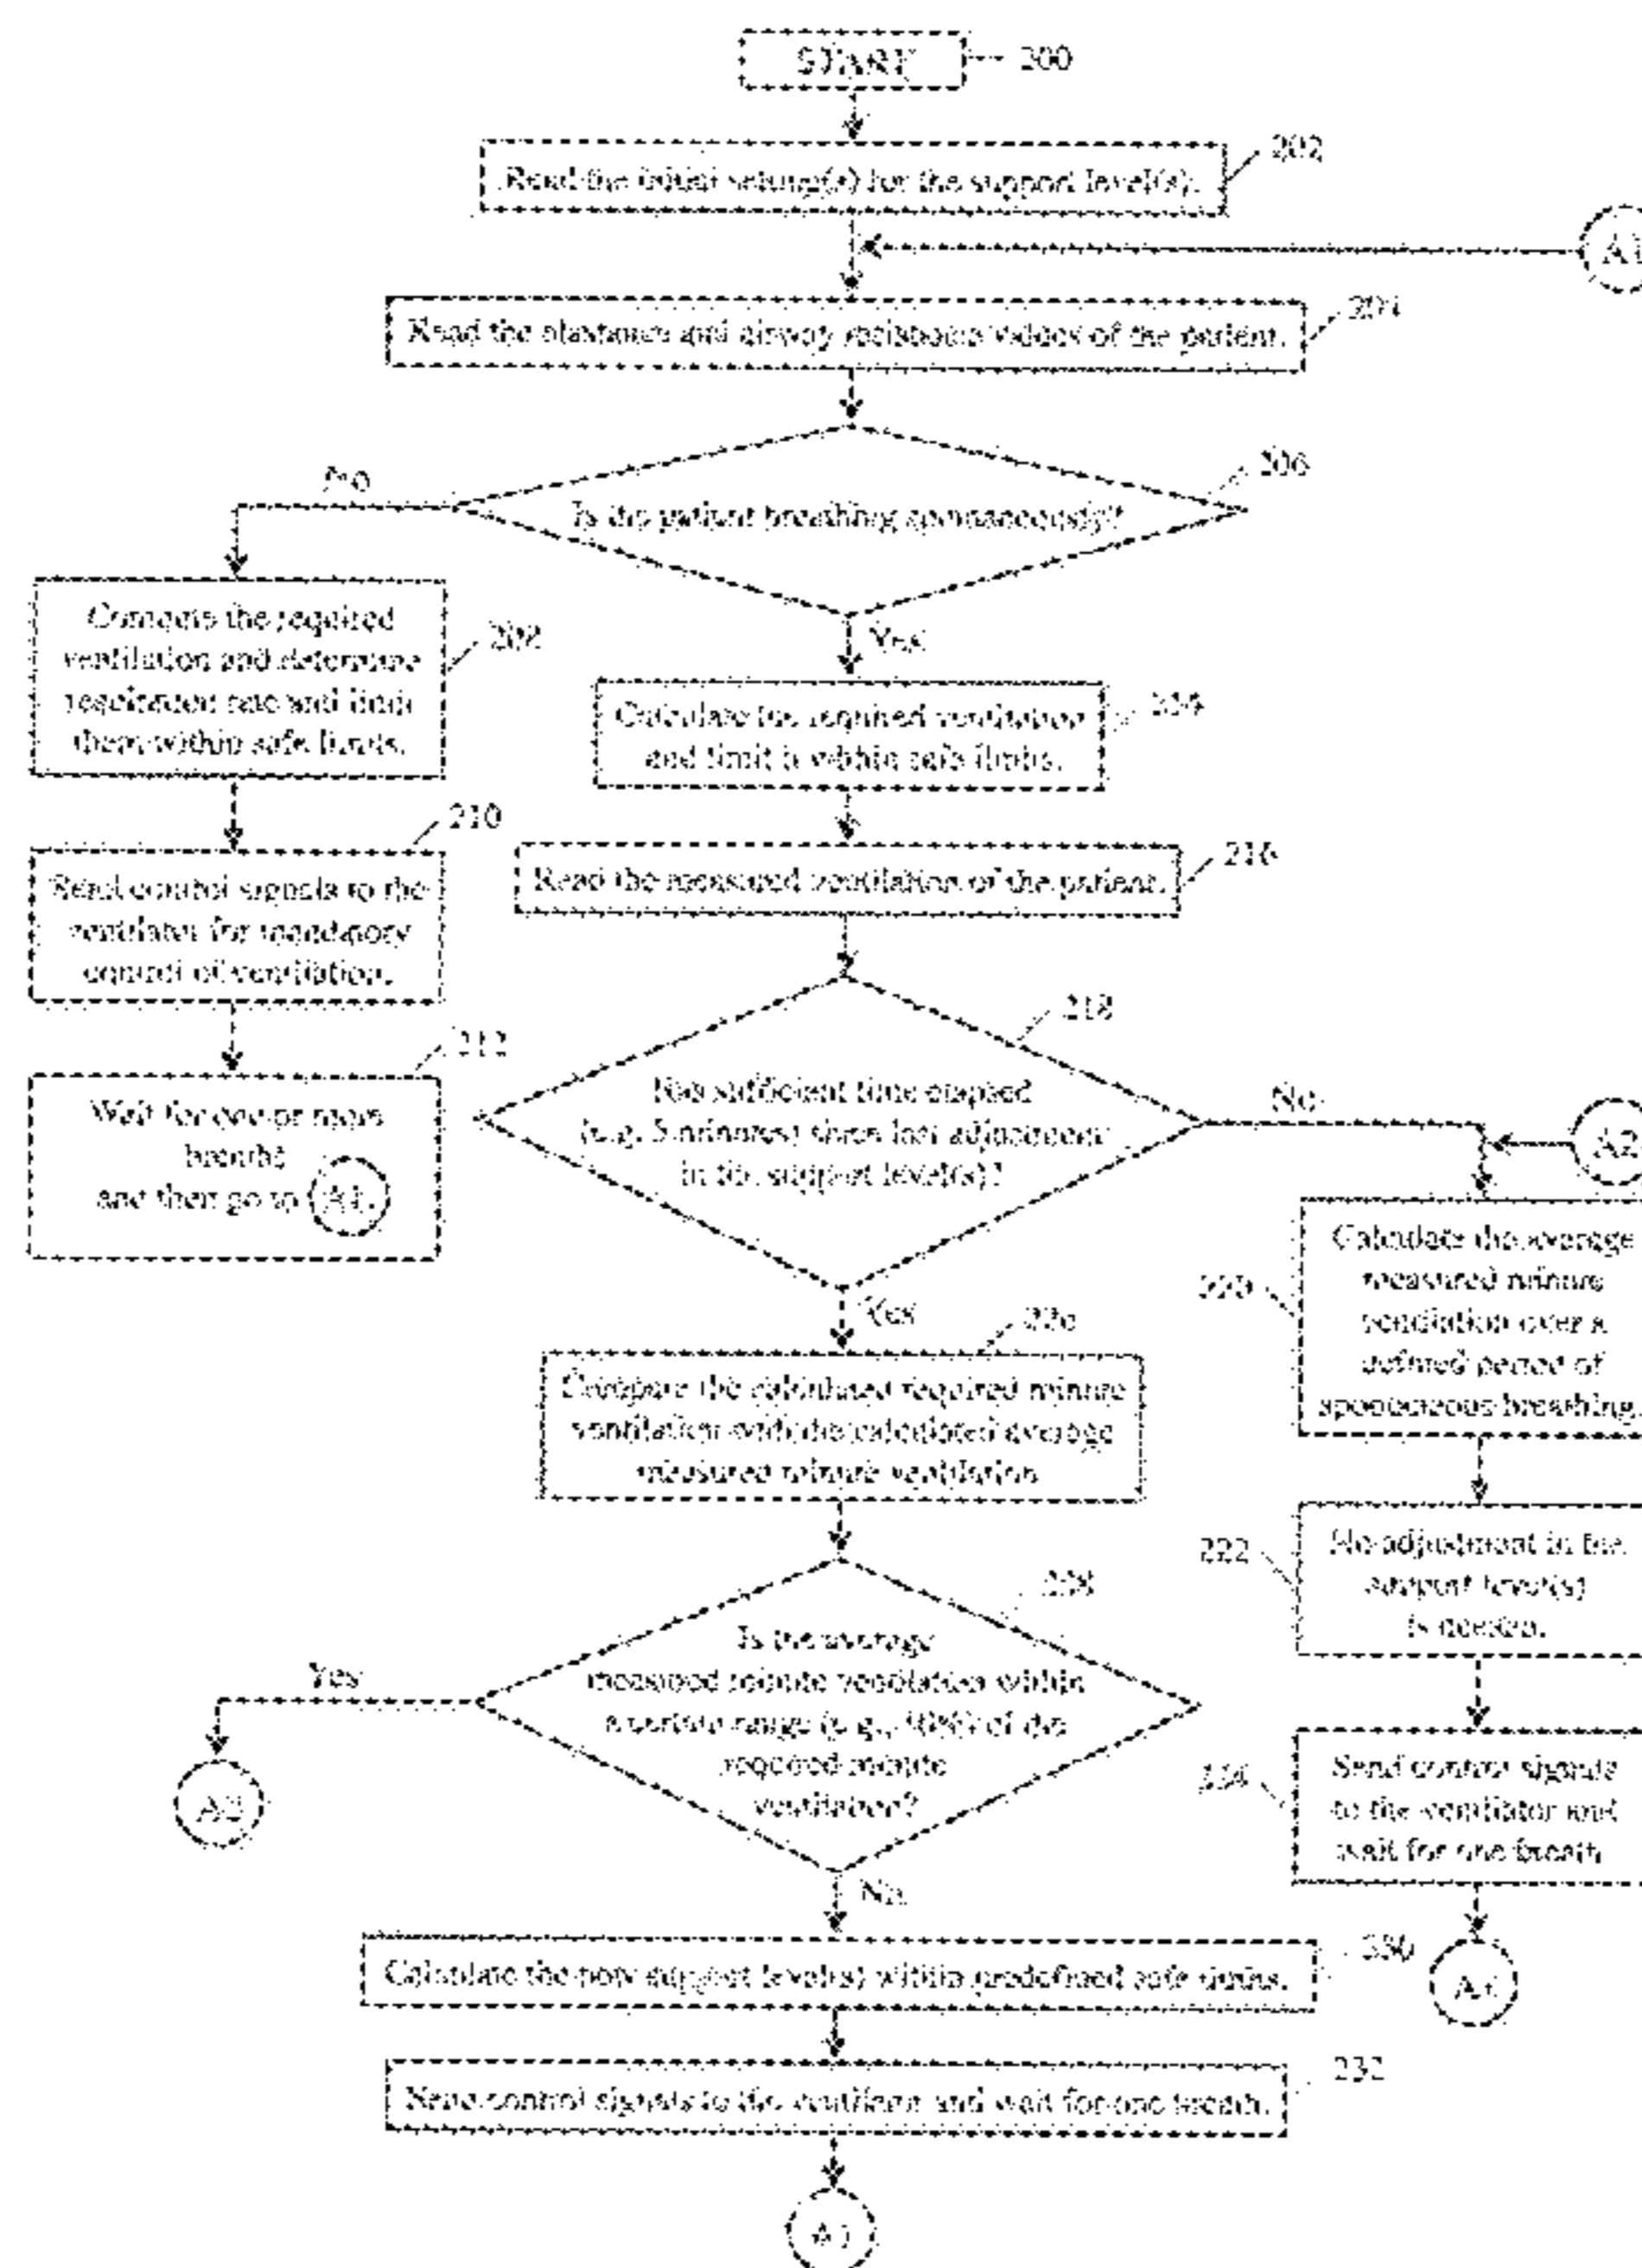 START
200
Read the initial setting(s) for the support level(s).
202
A1
Read the elastance and airway resistance values of the patient.
204
Is the patient breathing spontaneously?
206
No
Yes
Compute the required
ventilation and determine
respiration rate and limit
them within safe limits.
208
Calculate the required ventilation
and limit it within safe limits.
Send control signals to the
ventilator for mandatory
control of ventilation.
210
Read the measured ventilation of the patient.
216
Wait for one or more
breaths
and then go to A1.
212
Has sufficient time elapsed
(e.g. 5 minutes) since last adjustment
in the support level(s)?
218
No
A2
Yes
Calculate the average
measured minute
ventilation over a
defined period of
spontaneous breathing.
220
Compare the calculated required minute
ventilation with the calculated average
measured minute ventilation
226
No adjustment in the
support level(s)
is needed.
222
Is the average
measured minute ventilation within
a certain range (e.g., 10%) of the
required minute
ventilation?
228
Yes
A2
No
Send control signals
to the ventilator and
wait for one breath
Calculate the new support level(s) within predefined safe limits.
230
A1
Send control signals to the ventilator and wait for one breath.
232
A1